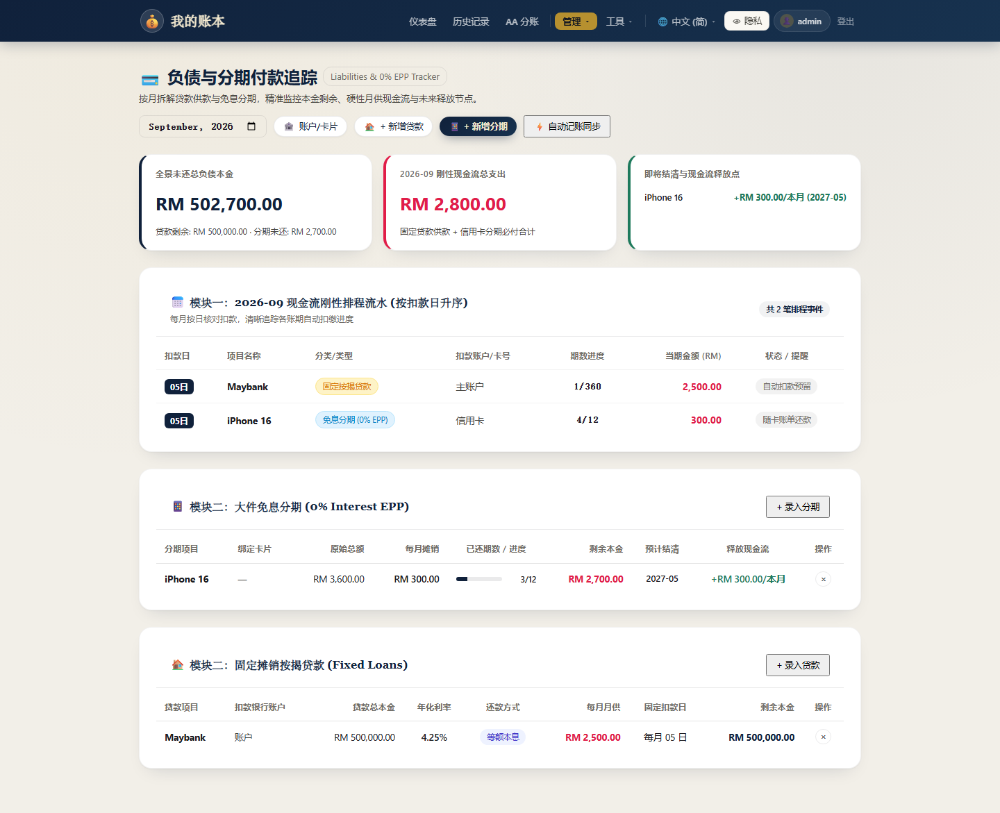 我的账本
仪表盘 历史记录 AA 分账 管理 工具 中文 (简) 隐私 admin 登出
负债与分期付款追踪 Liabilities & 0% EPP Tracker
按月拆解贷款供款与免息分期，精准监控本金剩余、硬性月供现金流与未来释放节点。
September, 2026 账户/卡片 + 新增贷款 + 新增分期 自动记账同步
全景未还总负债本金
RM 502,700.00
贷款剩余: RM 500,000.00 · 分期未还: RM 2,700.00
2026-09 刚性现金流总支出
RM 2,800.00
固定贷款供款 + 信用卡分期必付合计
即将结清与现金流释放点
iPhone 16 +RM 300.00/本月 (2027-05)
模块一：2026-09 现金流刚性排程流水 (按扣款日升序)
每月按日核对扣款，清晰追踪各账期自动扣缴进度
共 2 笔排程事件
扣款日 项目名称 分类/类型 扣款账户/卡号 期数进度 当期金额 (RM) 状态 / 提醒
05日 Maybank 固定按揭贷款 主账户 1/360 2,500.00 自动扣款预留
05日 iPhone 16 免息分期 (0% EPP) 信用卡 4/12 300.00 随卡账单还款
模块二：大件免息分期 (0% Interest EPP) + 录入分期
分期项目 绑定卡片 原始总额 每月摊销 已还期数 / 进度 剩余本金 预计结清 释放现金流 操作
iPhone 16 — RM 3,600.00 RM 300.00 3/12 RM 2,700.00 2027-05 +RM 300.00/本月 ×
模块二：固定摊销按揭贷款 (Fixed Loans) + 录入贷款
贷款项目 扣款银行账户 贷款总本金 年化利率 还款方式 每月月供 固定扣款日 剩余本金 操作
Maybank 账户 RM 500,000.00 4.25% 等额本息 RM 2,500.00 每月 05 日 RM 500,000.00 ×